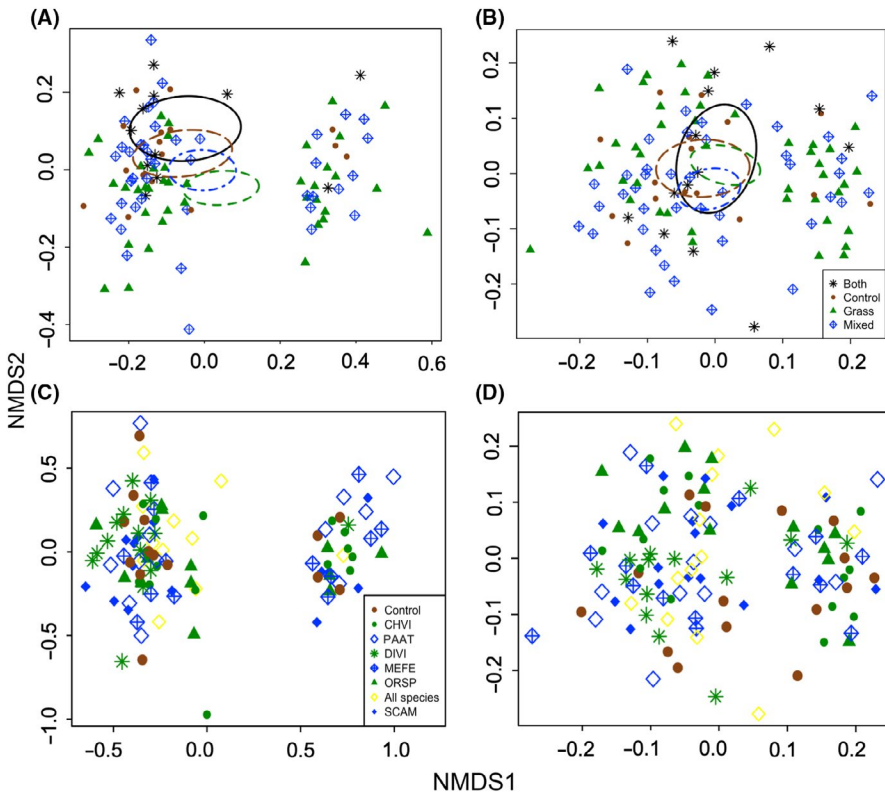 (A)
(B)
0.2
0.0
−0.2
−0.4
−0.2
0.0
0.2
0.4
0.6
0.2
0.1
0.0
−0.1
−0.2
−0.2
−0.1
0.0
0.1
0.2
Both
Control
Grass
Mixed
NMDS2
(C)
(D)
0.5
0.0
−0.5
−1.0
−0.5
0.0
0.5
1.0
Control
CHVI
PAAT
DIVI
MEFE
ORSP
All species
SCAM
0.2
0.1
0.0
−0.1
−0.2
−0.2
−0.1
0.0
0.1
0.2
NMDS1